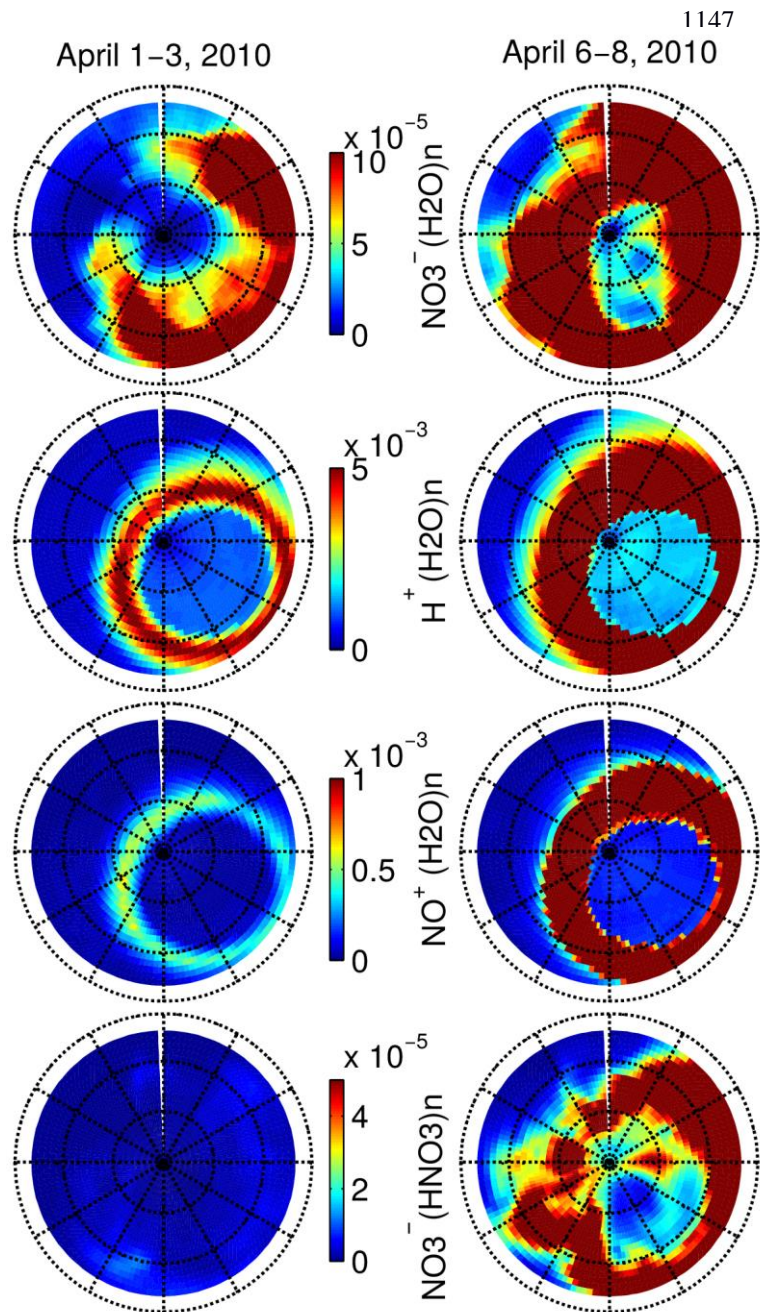 1147
April 1−3, 2010
April 6−8, 2010
x 10⁻⁵
10
5
0
NO3⁻ (H2O)n
x 10⁻³
5
0
H⁺ (H2O)n
x 10⁻³
1
0.5
0
NO⁺ (H2O)n
x 10⁻⁵
4
2
0
NO3⁻ (HNO3)n